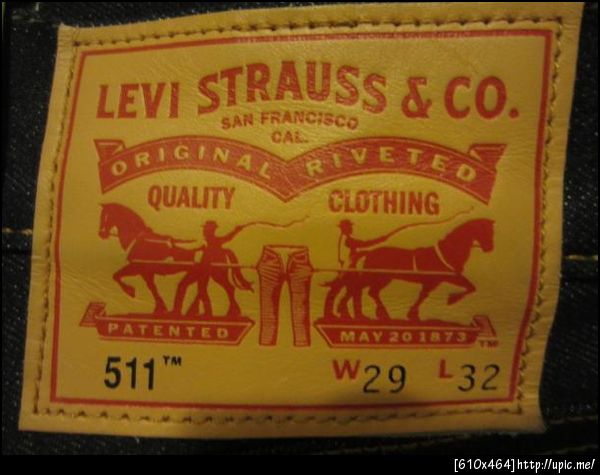 LEVI STRAUSS & CO.
SAN FRANCISCO
CAL.
ORIGINAL RIVETED
QUALITY CLOTHING
PATENTED MAY 20 1873 ™
511™ W29 L32
[610x464]http://upic.me/